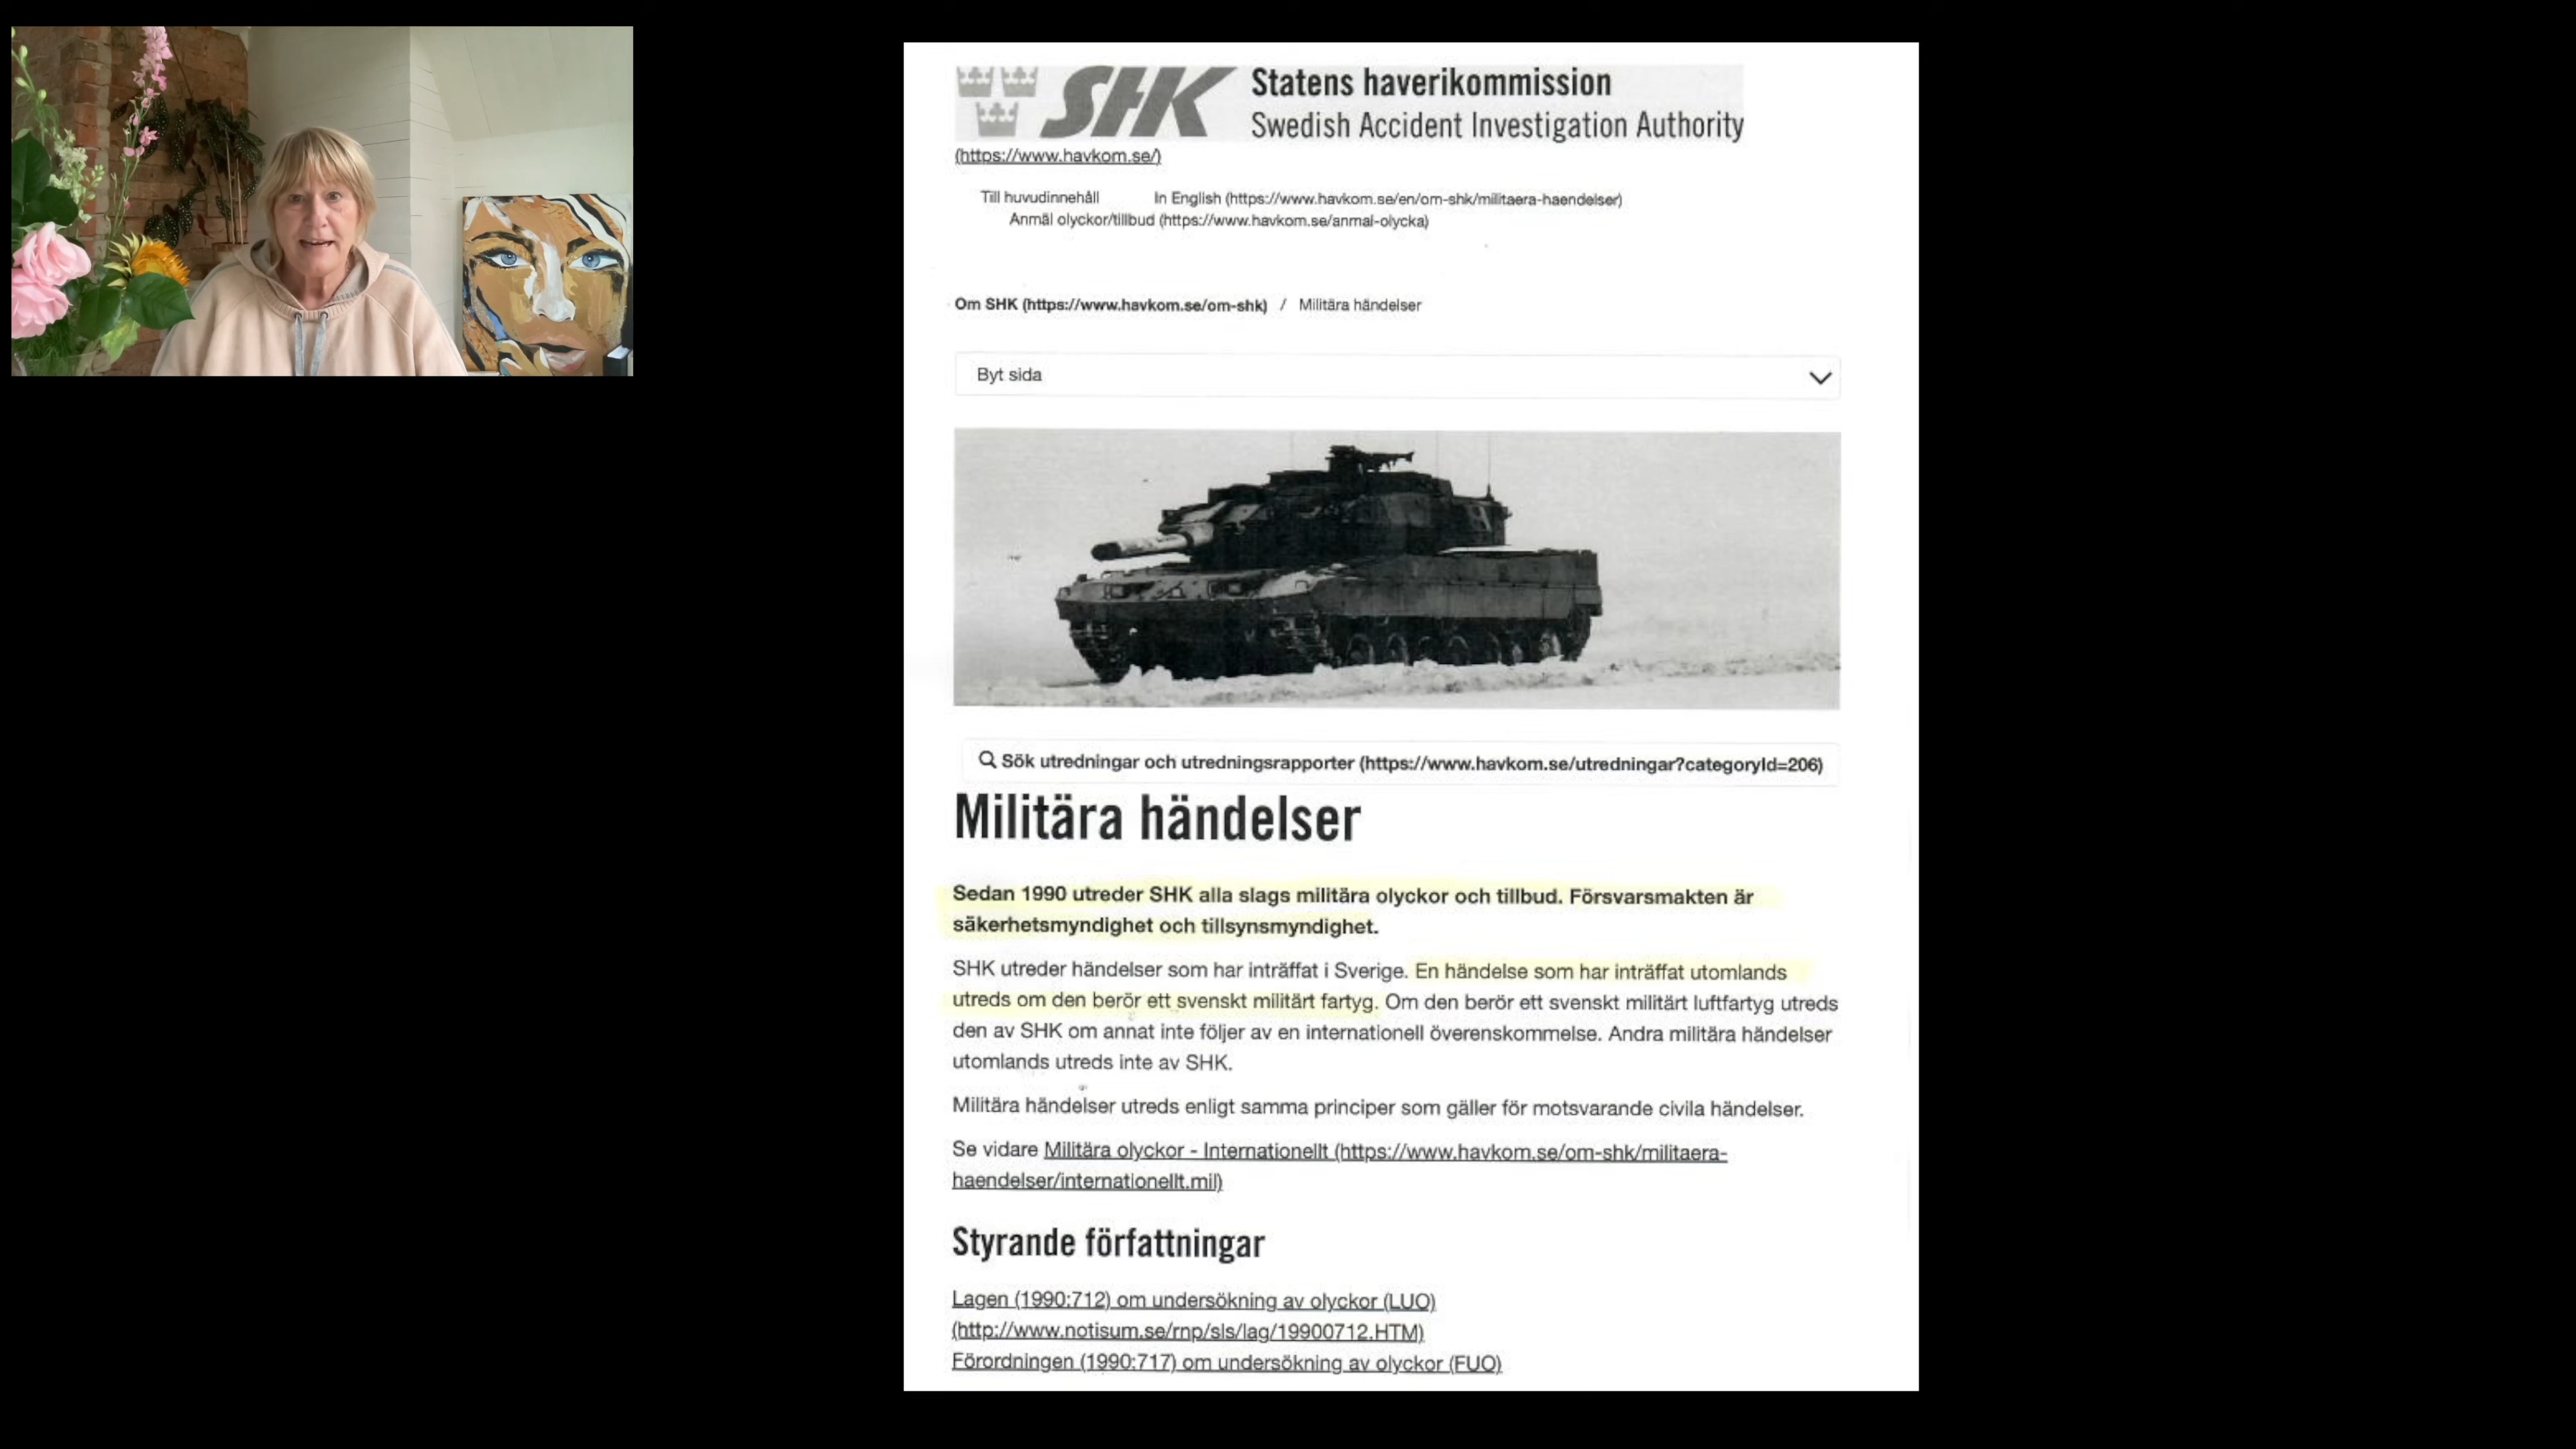 SHK
Statens haverikommission
Swedish Accident Investigation Authority
(https://www.havkom.se/)
Till huvudinnehåll In English (https://www.havkom.se/en/om-shk/militaera-haendelser)
Anmäl olyckor/tillbud (https://www.havkom.se/anmal-olycka)
Om SHK (https://www.havkom.se/om-shk) / Militära händelser
Byt sida
Sök utredningar och utredningsrapporter (https://www.havkom.se/utredningar?categoryId=206)
Militära händelser
Sedan 1990 utreder SHK alla slags militära olyckor och tillbud. Försvarsmakten är
säkerhetsmyndighet och tillsynsmyndighet.
SHK utreder händelser som har inträffat i Sverige. En händelse som har inträffat utomlands
utreds om den berör ett svenskt militärt fartyg. Om den berör ett svenskt militärt luftfartyg utreds
den av SHK om annat inte följer av en internationell överenskommelse. Andra militära händelser
utomlands utreds inte av SHK.
Militära händelser utreds enligt samma principer som gäller för motsvarande civila händelser.
Se vidare Militära olyckor - Internationellt (https://www.havkom.se/om-shk/militaera-
haendelser/internationellt.mil)
Styrande författningar
Lagen (1990:712) om undersökning av olyckor (LUO)
(http://www.notisum.se/rnp/sls/lag/19900712.HTM)
Förordningen (1990:717) om undersökning av olyckor (FUO)